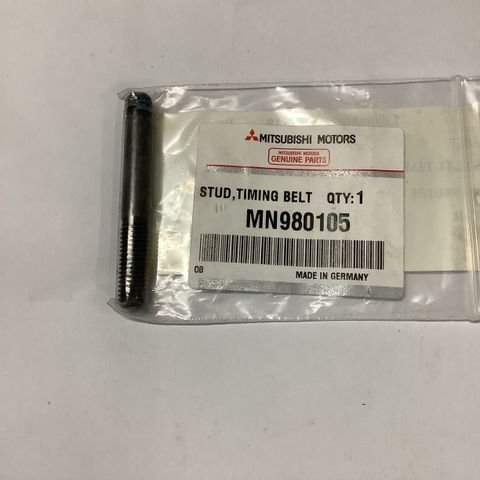 MITSUBISHI MOTORS
MITSUBISHI MOTORS
GENUINE PARTS
STUD,TIMING BELT QTY:1
MN980105
OB
MADE IN GERMANY